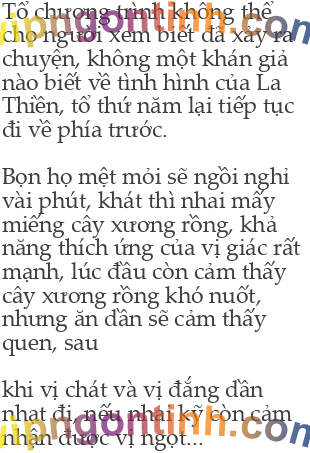 Tổ chương trình không thể
cho người xem biết đã xảy ra
chuyện, không một khán giả
nào biết về tình hình của La
Thiền, tổ thứ năm lại tiếp tục
đi về phía trước.
Bọn họ mệt mỏi sẽ ngồi nghỉ
vài phút, khát thì nhai mấy
miếng cây xương rồng, khả
năng thích ứng của vị giác rất
mạnh, lúc đầu còn cảm thấy
cây xương rồng khó nuốt,
nhưng ăn dần sẽ cảm thấy
quen, sau
khi vị chát và vị đắng dần
nhạt đi, nếu nhai kỹ còn cảm
nhận được vị ngọt...
vipngontinh.com
vipngontinh.com